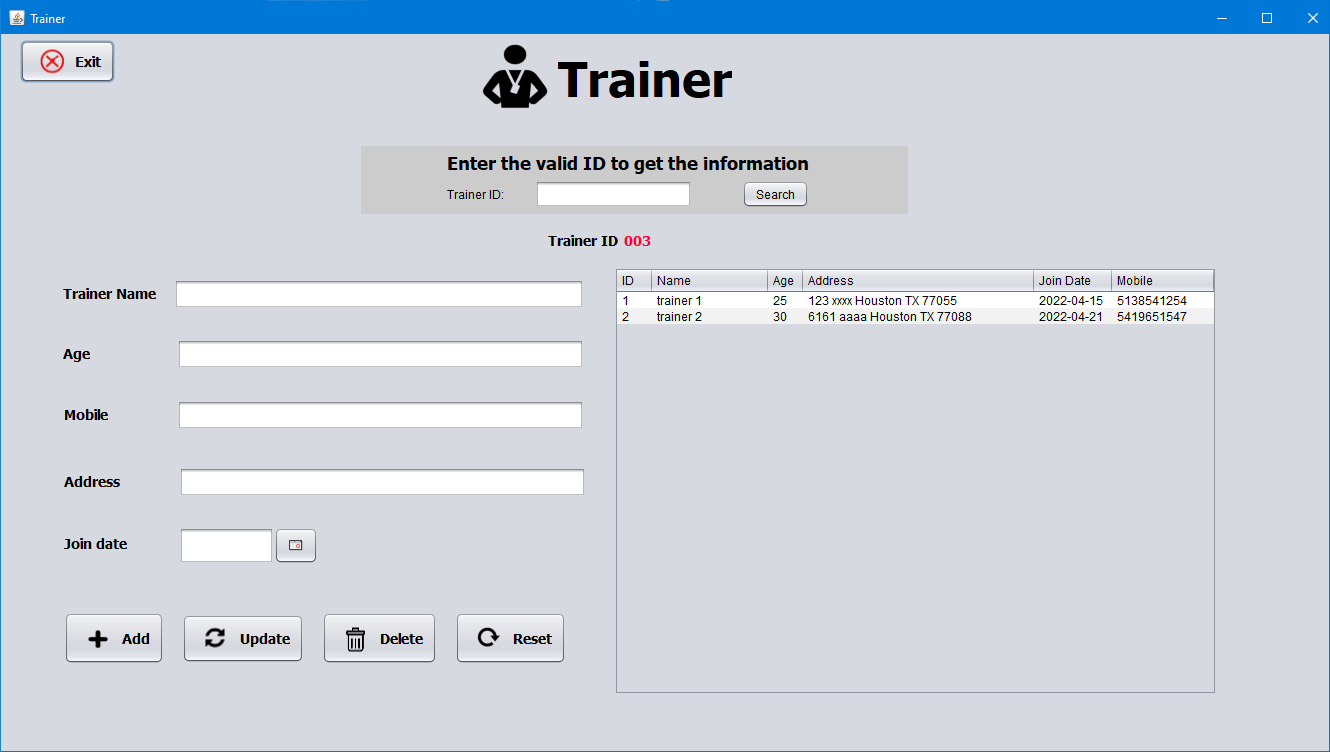 Trainer
Exit
Trainer
Enter the valid ID to get the information
Trainer ID:
Search
Trainer ID 003
Trainer Name
Age
Mobile
Address
Join date
Add
Update
Delete
Reset
ID Name Age Address Join Date Mobile
1 trainer 1 25 123 xxxx Houston TX 77055 2022-04-15 5138541254
2 trainer 2 30 6161 aaaa Houston TX 77088 2022-04-21 5419651547